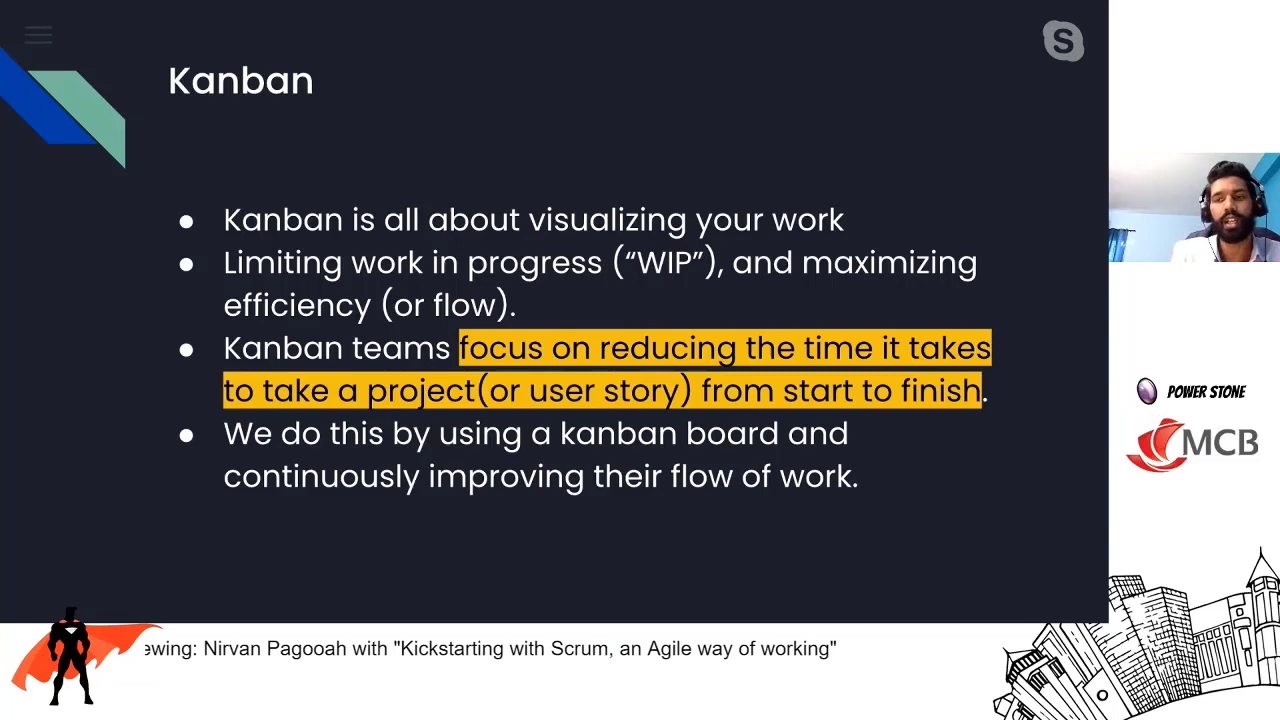 Kanban
● Kanban is all about visualizing your work
● Limiting work in progress (“WIP”), and maximizing
efficiency (or flow).
● Kanban teams focus on reducing the time it takes
to take a project(or user story) from start to finish.
● We do this by using a kanban board and
continuously improving their flow of work.
S
POWER STONE
MCB
ewing: Nirvan Pagooah with "Kickstarting with Scrum, an Agile way of working"